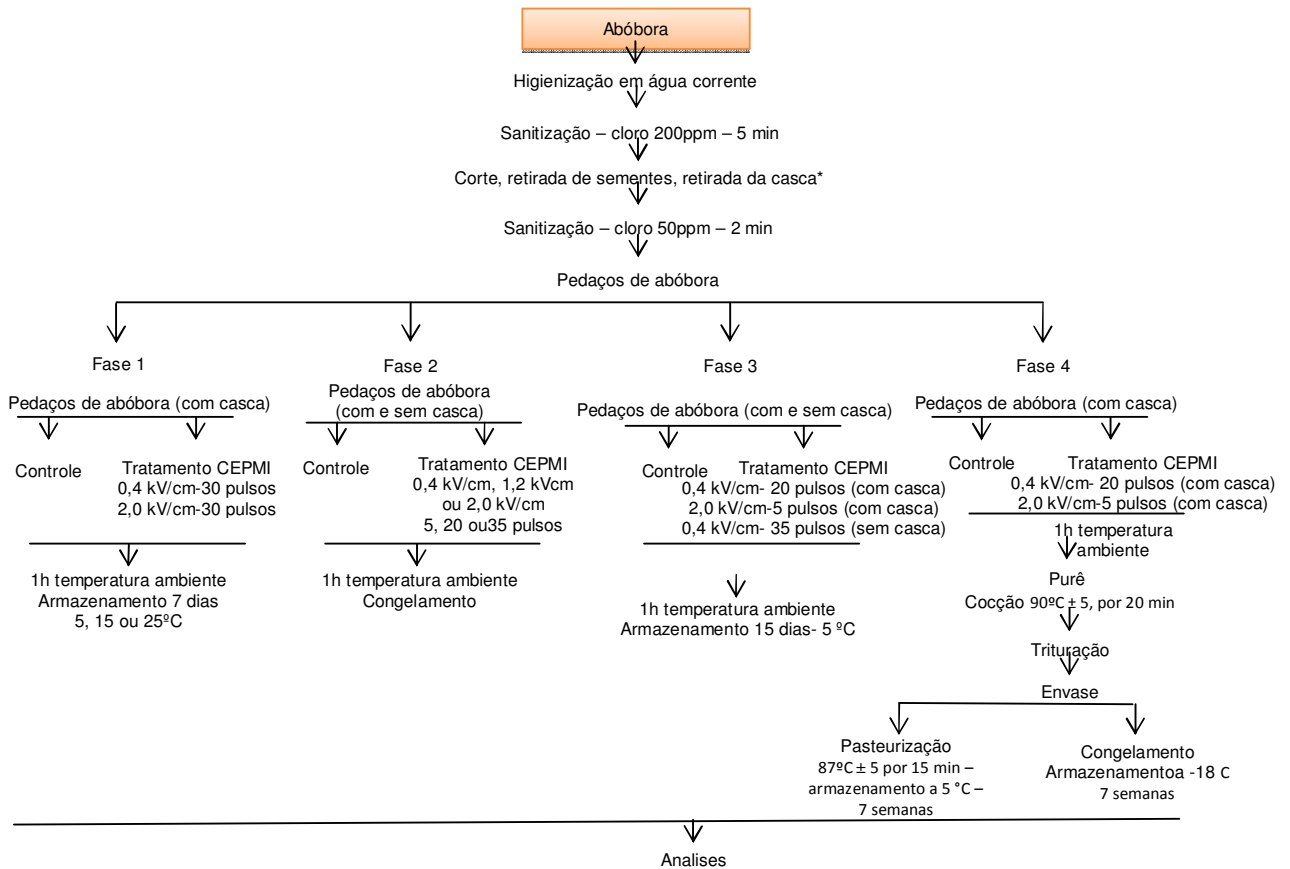 Abóbora
Higienização em água corrente
Sanitização – cloro 200ppm – 5 min
Corte, retirada de sementes, retirada da casca*
Sanitização – cloro 50ppm – 2 min
Pedaços de abóbora
Fase 1
Pedaços de abóbora (com casca)
Controle
Tratamento CEPMI
0,4 kV/cm-30 pulsos
2,0 kV/cm-30 pulsos
1h temperatura ambiente
Armazenamento 7 dias
5, 15 ou 25ºC
Fase 2
Pedaços de abóbora
(com e sem casca)
Controle
Tratamento CEPMI
0,4 kV/cm, 1,2 kVcm
ou 2,0 kV/cm
5, 20 ou35 pulsos
1h temperatura ambiente
Congelamento
Fase 3
Pedaços de abóbora (com e sem casca)
Controle
Tratamento CEPMI
0,4 kV/cm- 20 pulsos (com casca)
2,0 kV/cm-5 pulsos (com casca)
0,4 kV/cm- 35 pulsos (sem casca)
1h temperatura ambiente
Armazenamento 15 dias- 5 ºC
Fase 4
Pedaços de abóbora (com casca)
Controle
Tratamento CEPMI
0,4 kV/cm- 20 pulsos (com casca)
2,0 kV/cm-5 pulsos (com casca)
1h temperatura
ambiente
Purê
Cocção 90ºC ± 5, por 20 min
Trituração
Envase
Pasteurização
87ºC ± 5 por 15 min –
armazenamento a 5 °C –
7 semanas
Congelamento
Armazenamentoa -18 C
7 semanas
Analises